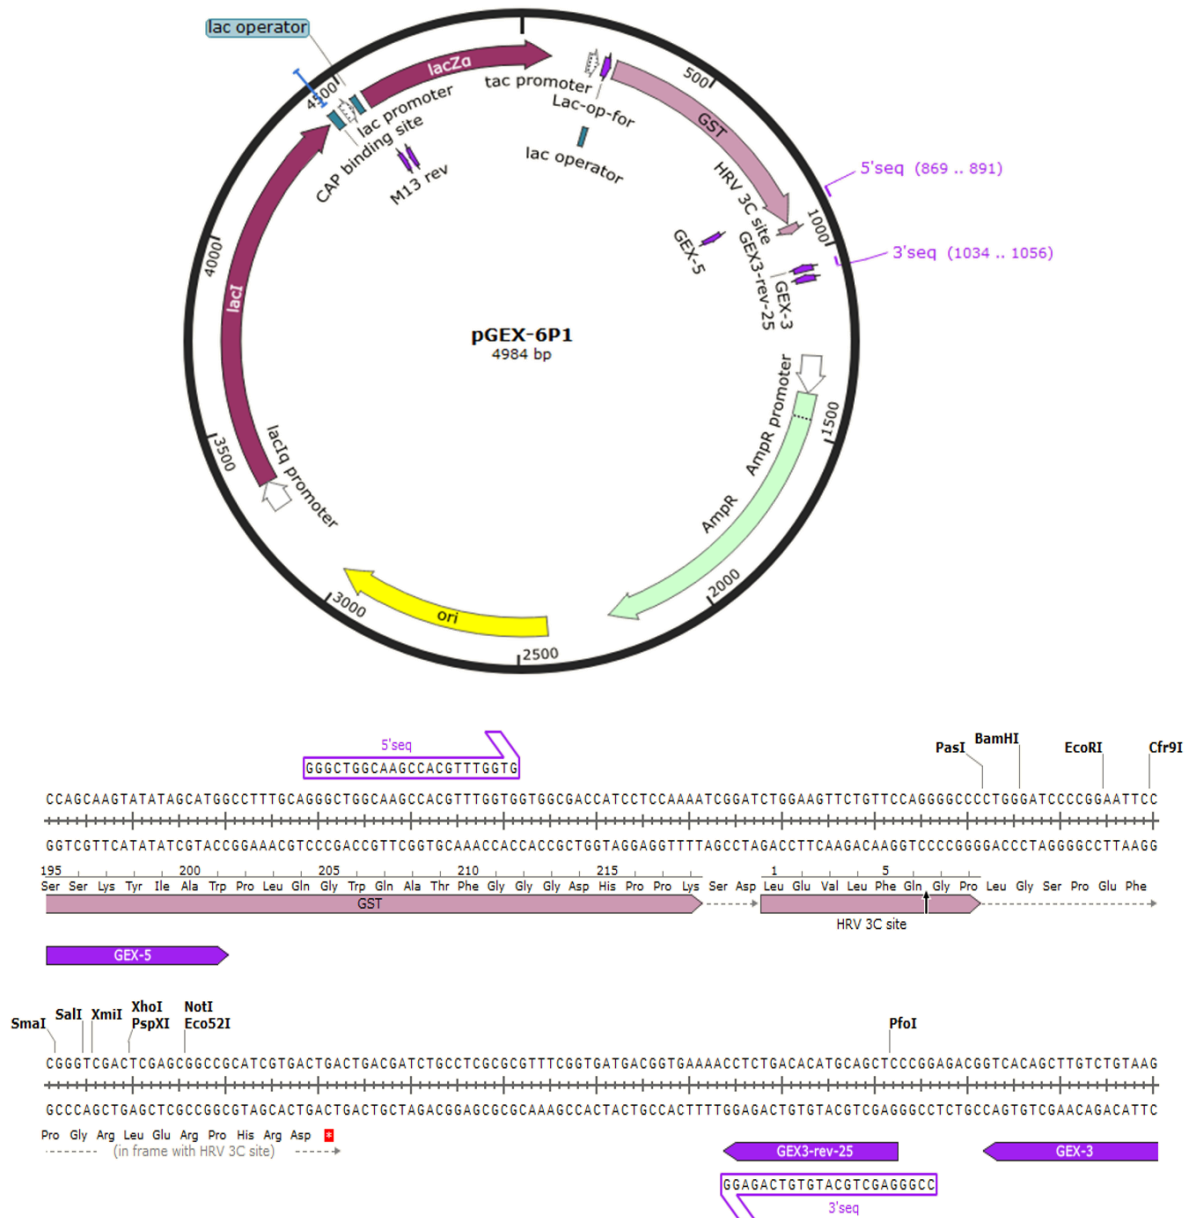 lac operator
lacZα
4500
lac promoter
CAP binding site
M13 rev
tac promoter
Lac-op-for
lac operator
500
GST
HRV 3C site
5'seq (869 .. 891)
1000
GEX-5
GEX3-rev-25
GEX-3
3'seq (1034 .. 1056)
4000
lacI
pGEX-6P1
4984 bp
AmpR promoter
1500
AmpR
2000
3500
lacIq promoter
3000
ori
2500
5'seq
GGGCTGGCAAGCCACGTTTGGTG
PasI
BamHI
EcoRI
Cfr9I
CCAGCAAGTATATAGCATGGCCTTTGCAGGGCTGGCAAGCCACGTTTGGTGGTGGCGACCATCCTCCAAAATCGGATCTGGAAGTTCTGTTCCAGGGGCCCCTGGGATCCCCGGAATTCC
GGTCGTTCATATATCGTACCGGAAACGTCCCGACCGTTCGGTGCAAACCACCACCGCTGGTAGGAGGTTTTAGCCTAGACCTTCAAGACAAGGTCCCCGGGGACCCTAGGGGCCTTAAGG
195 200 205 210 215 1 5
Ser Ser Lys Tyr Ile Ala Trp Pro Leu Gln Gly Trp Gln Ala Thr Phe Gly Gly Gly Asp His Pro Pro Lys Ser Asp Leu Glu Val Leu Phe Gln Gly Pro Leu Gly Ser Pro Glu Phe
GST
HRV 3C site
GEX-5
SmaI
SalI
XmiI
XhoI
PspXI
NotI
Eco52I
PfoI
CGGGTCGACTCGAGCGGCCGCATCGTGACTGACTGACGATCTGCCTCGCGCGTTTCGGTGATGACGGTGAAAACCTCTGACACATGCAGCTCCCGGAGACGGTCACAGCTTGTCTGTAAG
GCCCAGCTGAGCTCGCCGGCGTAGCACTGACTGACTGCTAGACGGAGCGCGCAAAGCCACTACTGCCACTTTTGGAGACTGTGTACGTCGAGGGCCTCTGCCAGTGTCGAACAGACATTC
Pro Gly Arg Leu Glu Arg Pro His Arg Asp *
(in frame with HRV 3C site)
GEX3-rev-25
GEX-3
GGAGACTGTGTACGTCGAGGGCC
3'seq